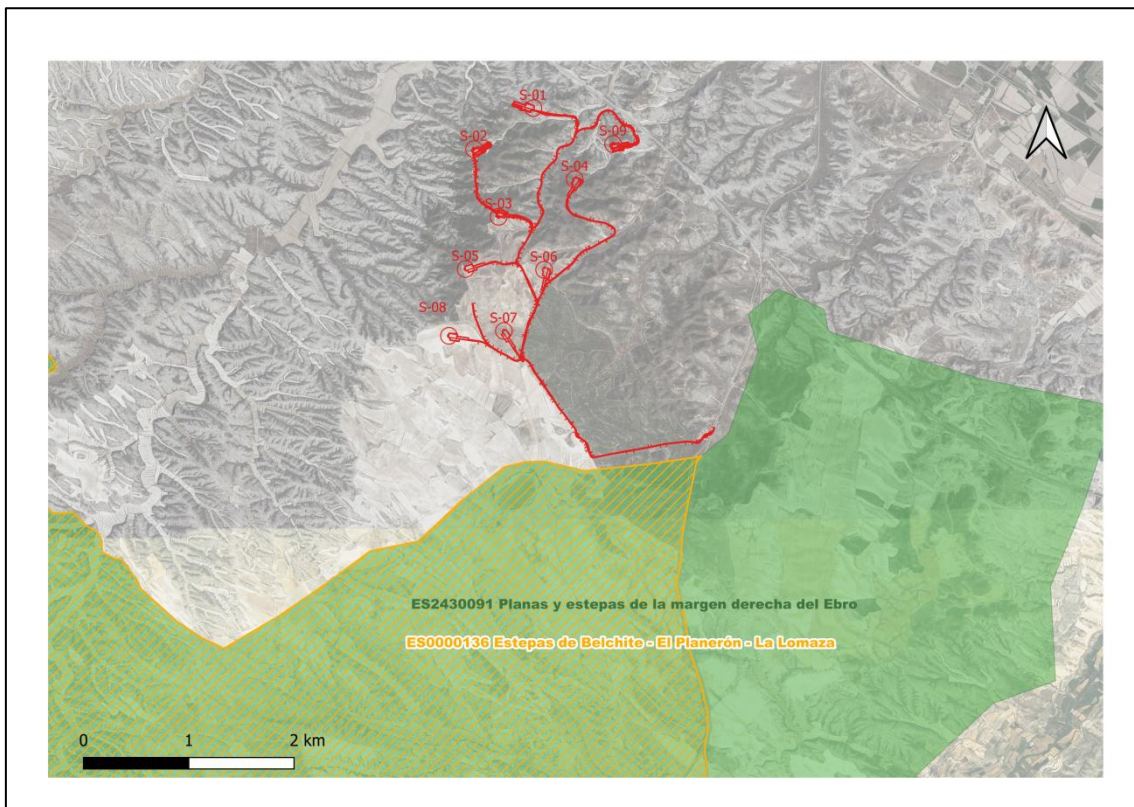 S-01
S-02
S-09
S-04
S-03
S-05
S-06
S-08
S-07
ES2430091 Planas y estepas de la margen derecha del Ebro
ES0000136 Estepas de Belchite - El Planerón - La Lomaza
0 1 2 km